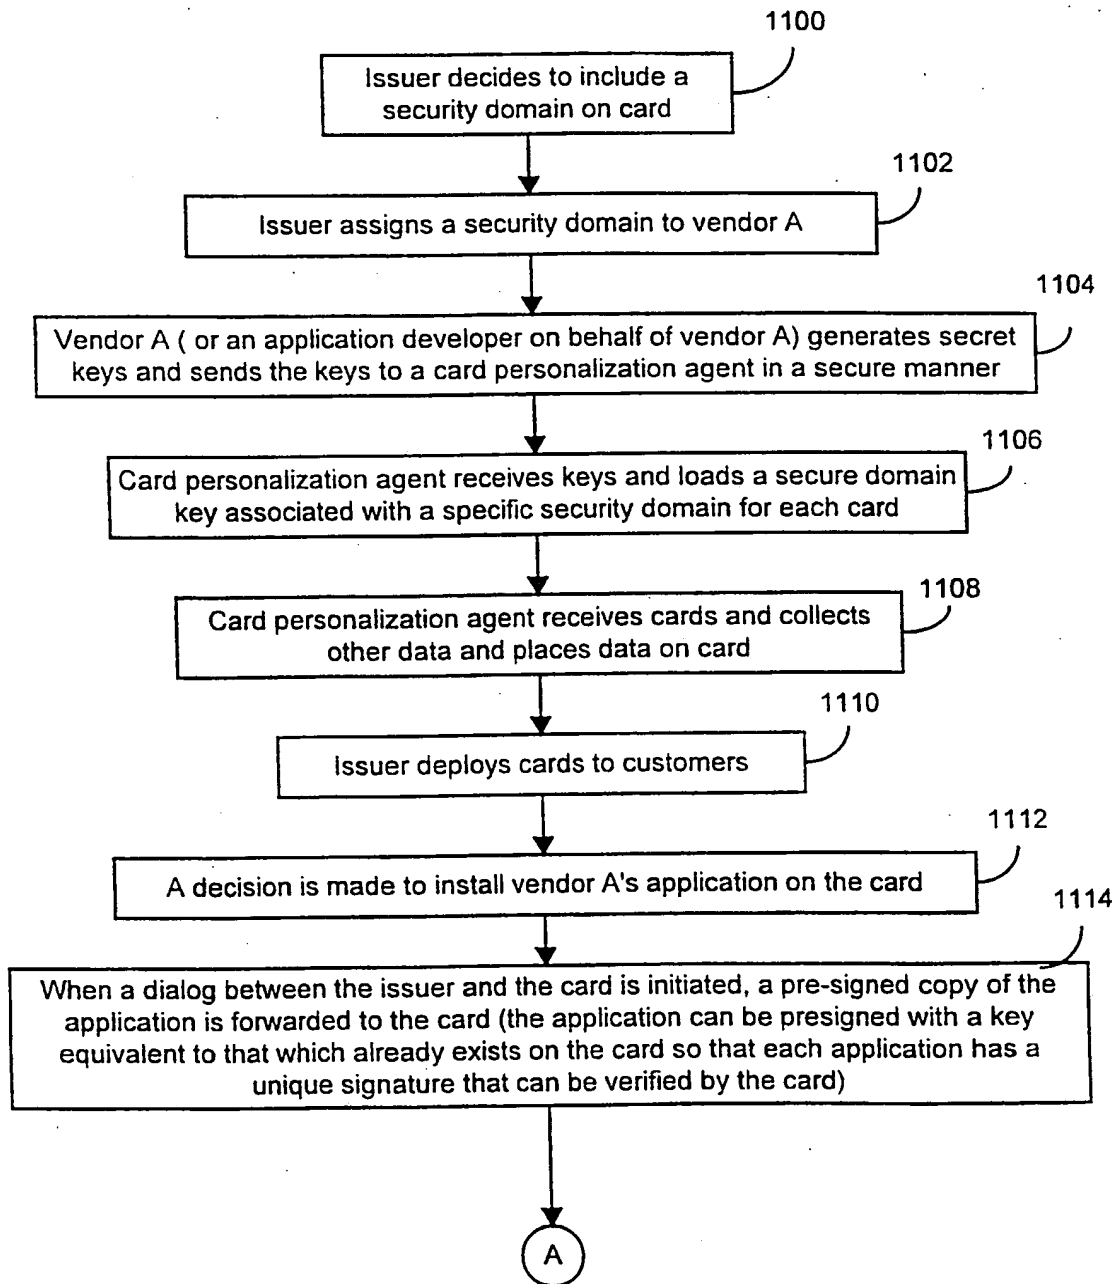 1100
Issuer decides to include a
security domain on card
1102
Issuer assigns a security domain to vendor A
1104
Vendor A ( or an application developer on behalf of vendor A) generates secret
keys and sends the keys to a card personalization agent in a secure manner
1106
Card personalization agent receives keys and loads a secure domain
key associated with a specific security domain for each card
1108
Card personalization agent receives cards and collects
other data and places data on card
1110
Issuer deploys cards to customers
1112
A decision is made to install vendor A's application on the card
1114
When a dialog between the issuer and the card is initiated, a pre-signed copy of the
application is forwarded to the card (the application can be presigned with a key
equivalent to that which already exists on the card so that each application has a
unique signature that can be verified by the card)
A